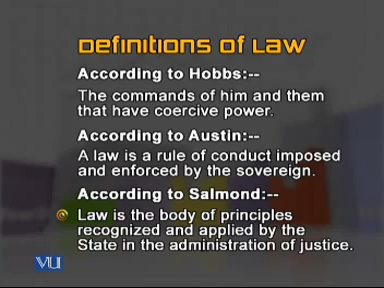 Definitions of Law
According to Hobbs:--
The commands of him and them
that have coercive power.
According to Austin:--
A law is a rule of conduct imposed
and enforced by the sovereign.
According to Salmond:--
Law is the body of principles
recognized and applied by the
State in the administration of justice.
VU